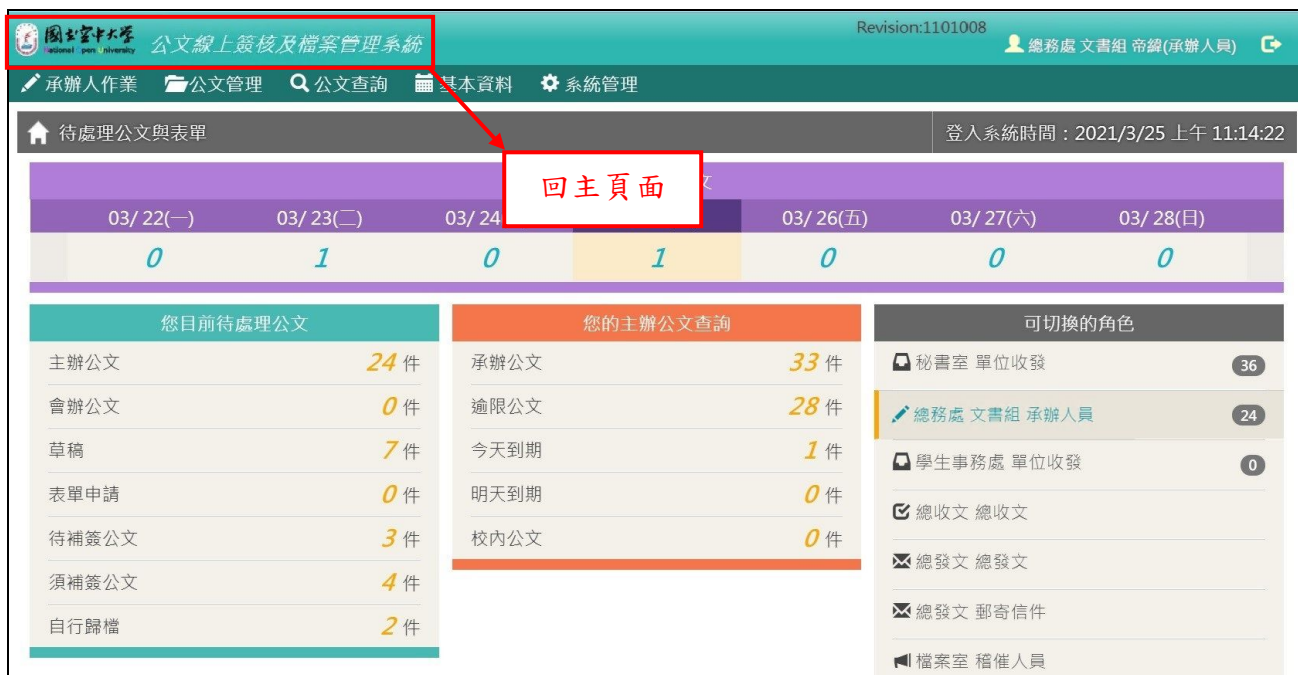 國立空中大學
National Open University
公文線上簽核及檔案管理系統
Revision:1101008
總務處 文書組 帝緯(承辦人員)
承辦人作業 公文管理 公文查詢 基本資料 系統管理
待處理公文與表單
登入系統時間：2021/3/25 上午 11:14:22
回主頁面
文
03/ 22(一) 03/ 23(二) 03/ 24 03/ 26(五) 03/ 27(六) 03/ 28(日)
0 1 0 1 0 0 0
您目前待處理公文
主辦公文 24 件
會辦公文 0 件
草稿 7 件
表單申請 0 件
待補簽公文 3 件
須補簽公文 4 件
自行歸檔 2 件
您的主辦公文查詢
承辦公文 33 件
逾限公文 28 件
今天到期 1 件
明天到期 0 件
校內公文 0 件
可切換的角色
秘書室 單位收發 36
總務處 文書組 承辦人員 24
學生事務處 單位收發 0
總收文 總收文
總發文 總發文
總發文 郵寄信件
檔案室 稽催人員